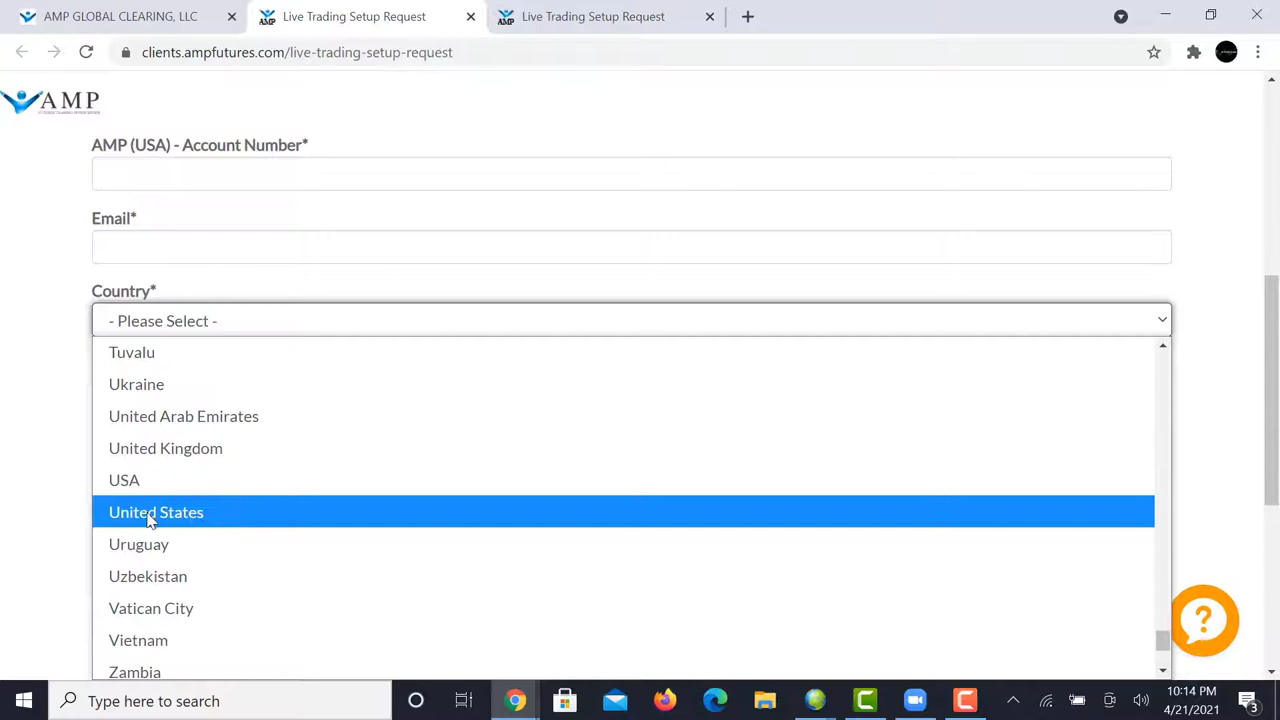 AMP GLOBAL CLEARING, LLC
Live Trading Setup Request
Live Trading Setup Request
clients.ampfutures.com/live-trading-setup-request
AMP
AMP (USA) - Account Number*
Email*
Country*
- Please Select -
Tuvalu
Ukraine
United Arab Emirates
United Kingdom
USA
United States
Uruguay
Uzbekistan
Vatican City
Vietnam
Zambia
?
Type here to search
10:14 PM
4/21/2021
3